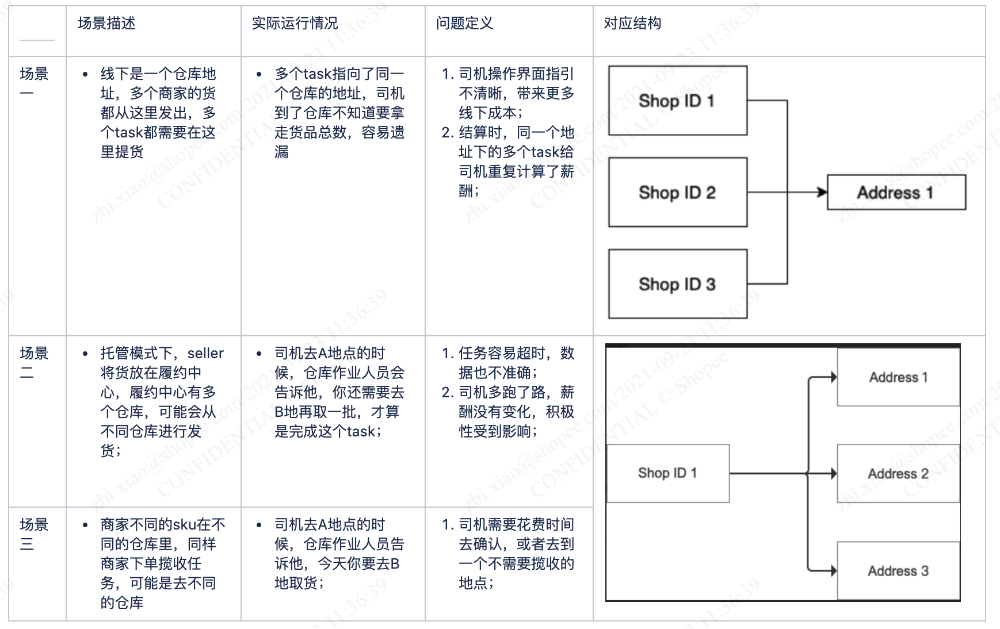 场景描述
实际运行情况
问题定义
对应结构
场景
一
线下是一个仓库地
址，多个商家的货
都从这里发出，多
个task都需要在这
里提货
多个task指向了同一
个仓库的地址，司机
到了仓库不知道要拿
走货品总数，容易遗
漏
1. 司机操作界面指引
不清晰，带来更多
线下成本；
2. 结算时，同一个地
址下的多个task给
司机重复计算了薪
酬；
Shop ID 1
Shop ID 2
Shop ID 3
Address 1
场景
二
托管模式下，seller
将货放在履约中
心，履约中心有多
个仓库，可能会从
不同仓库进行发
货；
司机去A地点的时
候，仓库作业人员会
告诉他，你还需要去
B地再取一批，才算
是完成这个task；
1. 任务容易超时，数
据也不准确；
2. 司机多跑了路，薪
酬没有变化，积极
性受到影响；
Shop ID 1
Address 1
Address 2
Address 3
场景
三
商家不同的sku在不
同的仓库里，同样
商家下单揽收任
务，可能是去不同
的仓库
司机去A地点的时
候，仓库作业人员告
诉他，今天你要去B
地取货；
1. 司机需要花费时间
去确认，或者去到
一个不需要揽收的
地点；
zhi.xiao@shopee.com/2021-09-23 11:36:39
CONFIDENTIAL © Shopee